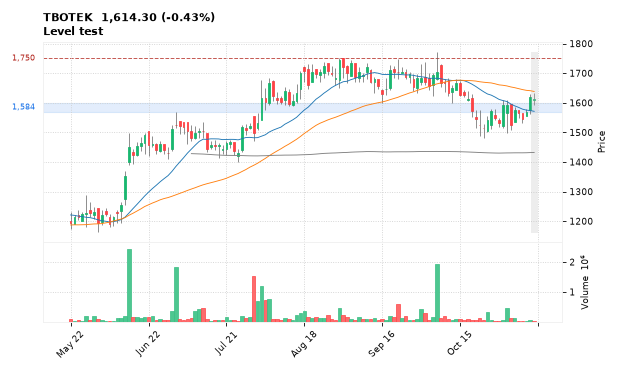 TBOTEK 1,614.30 (-0.43%)
Level test
1,750
1,584
1800
1700
1600
1500
1400
1300
1200
Price
2
1
Volume 10⁶
May 22
Jun 22
Jul 21
Aug 18
Sep 16
Oct 15